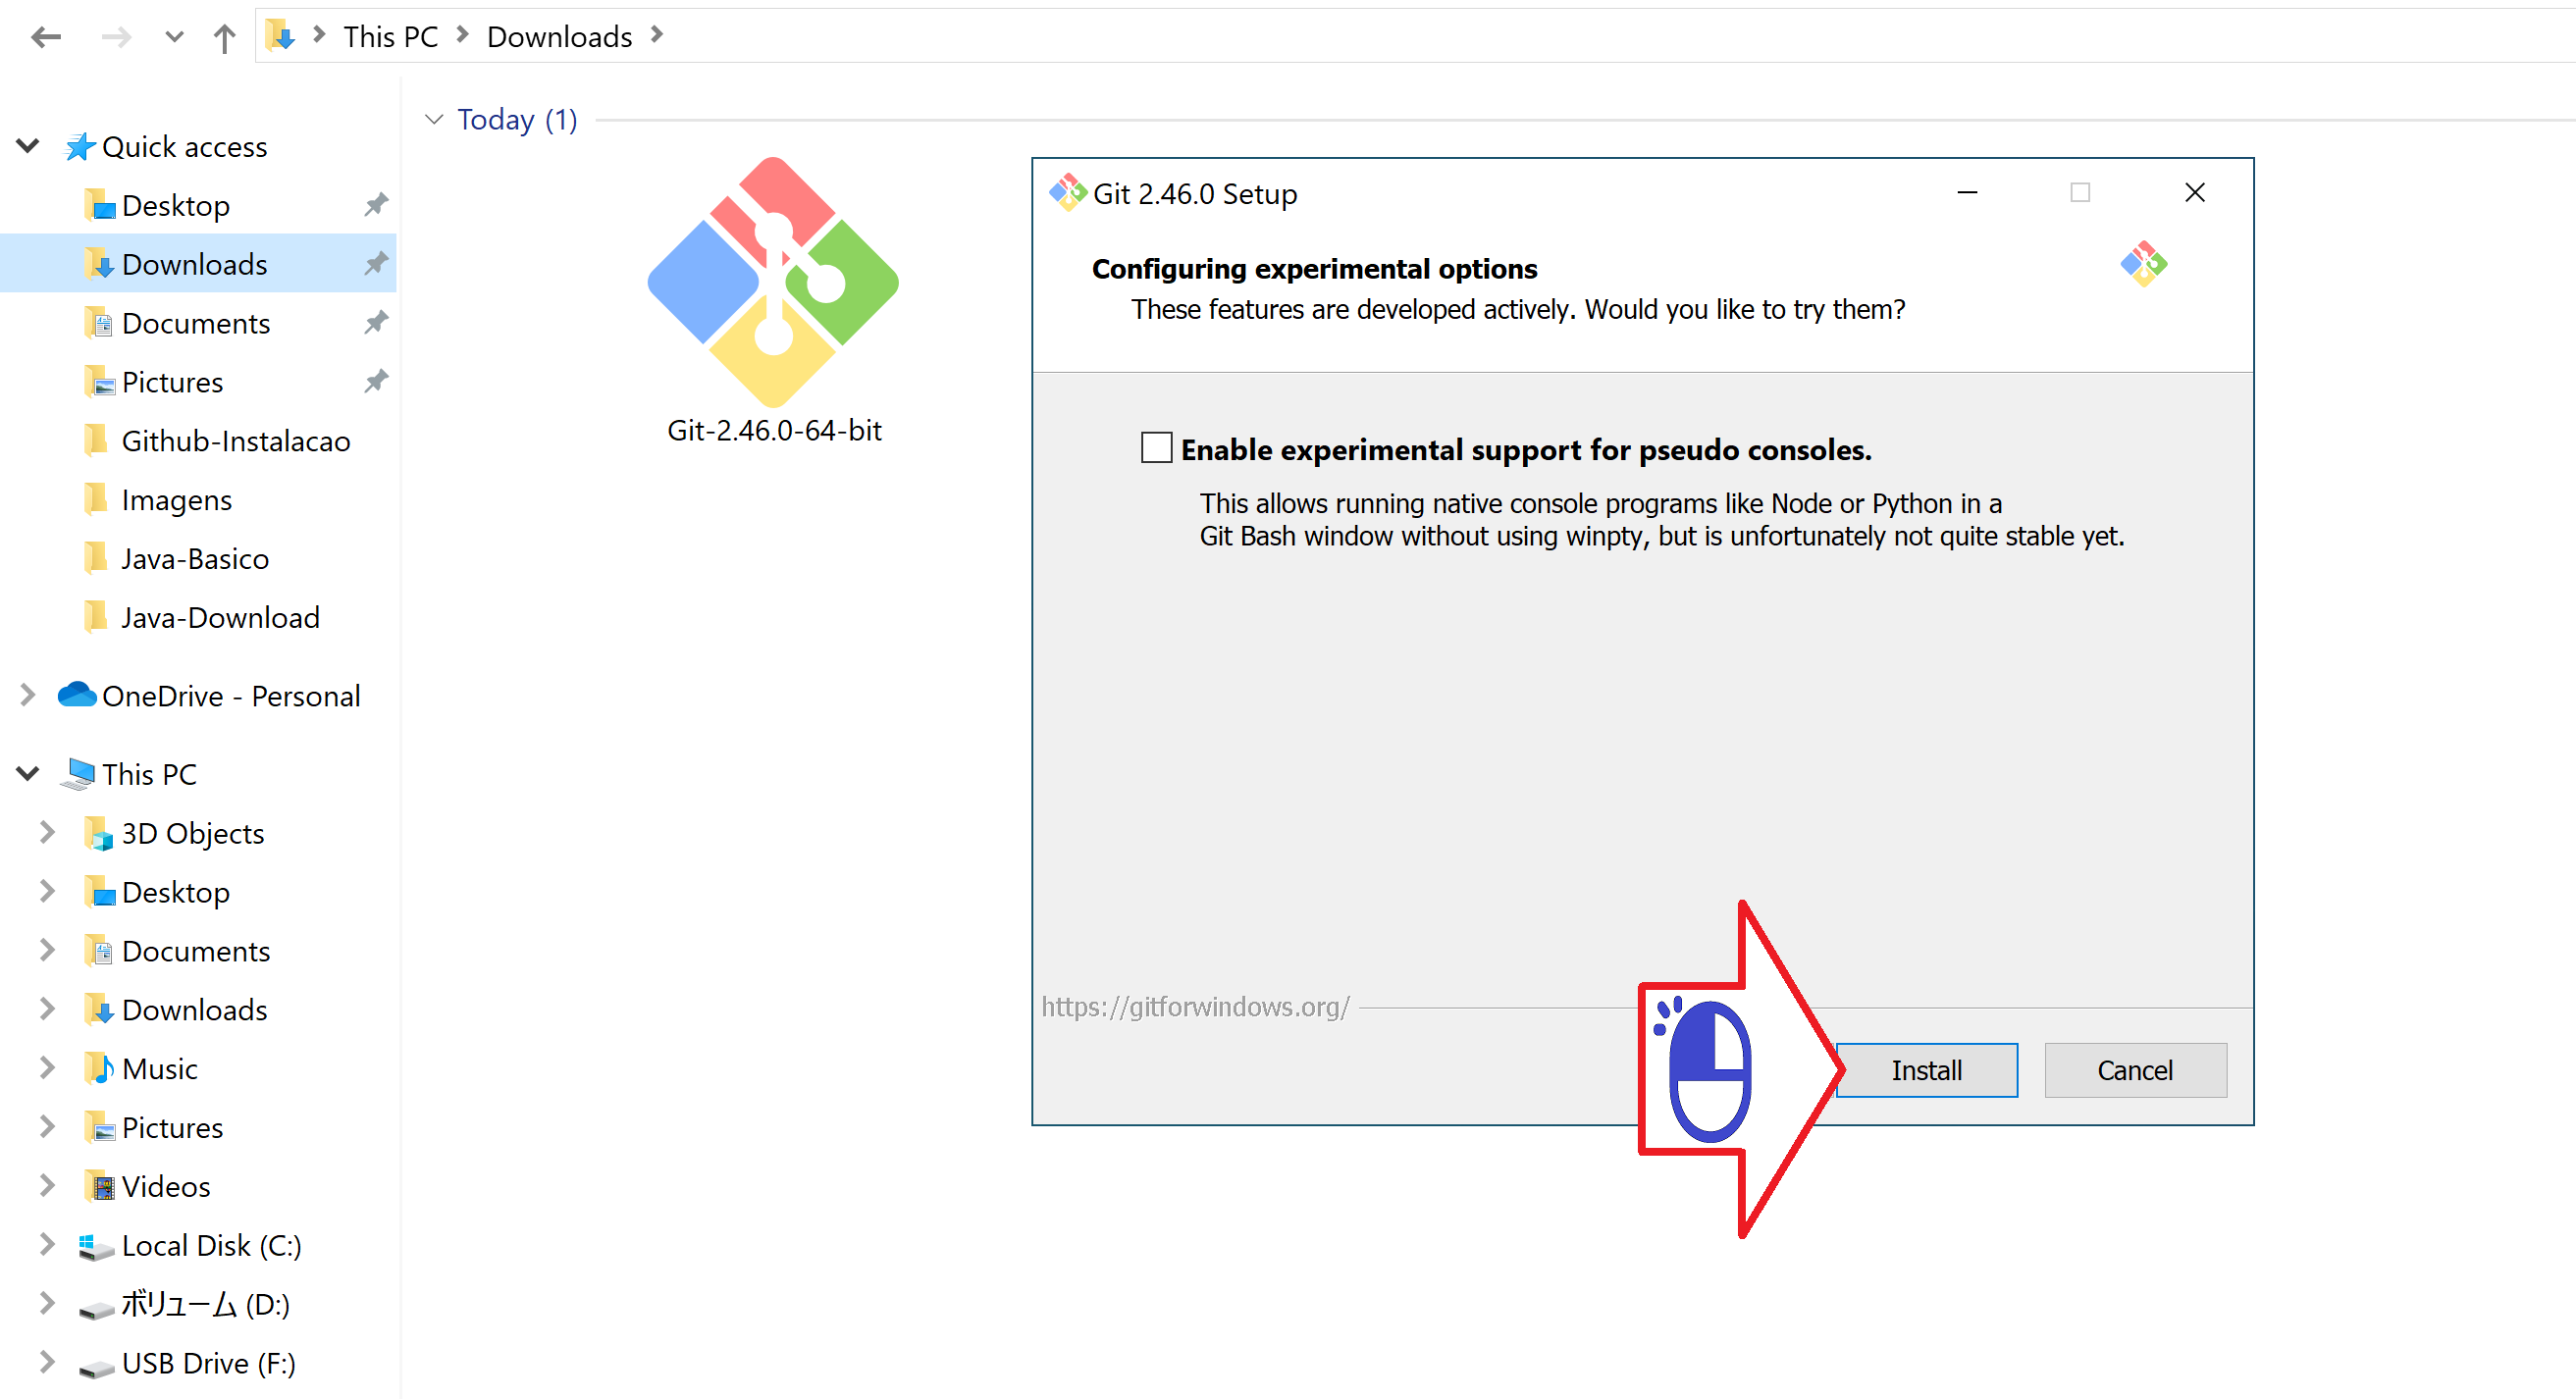 This PC
Downloads
Quick access
Desktop
Downloads
Documents
Pictures
Github-Instalacao
Imagens
Java-Basico
Java-Download
OneDrive - Personal
This PC
3D Objects
Desktop
Documents
Downloads
Music
Pictures
Videos
Local Disk (C:)
ボリューム (D:)
USB Drive (F:)
Today (1)
Git-2.46.0-64-bit
Git 2.46.0 Setup
Configuring experimental options
These features are developed actively. Would you like to try them?
Enable experimental support for pseudo consoles.
This allows running native console programs like Node or Python in a
Git Bash window without using winpty, but is unfortunately not quite stable yet.
https://gitforwindows.org/
Install
Cancel